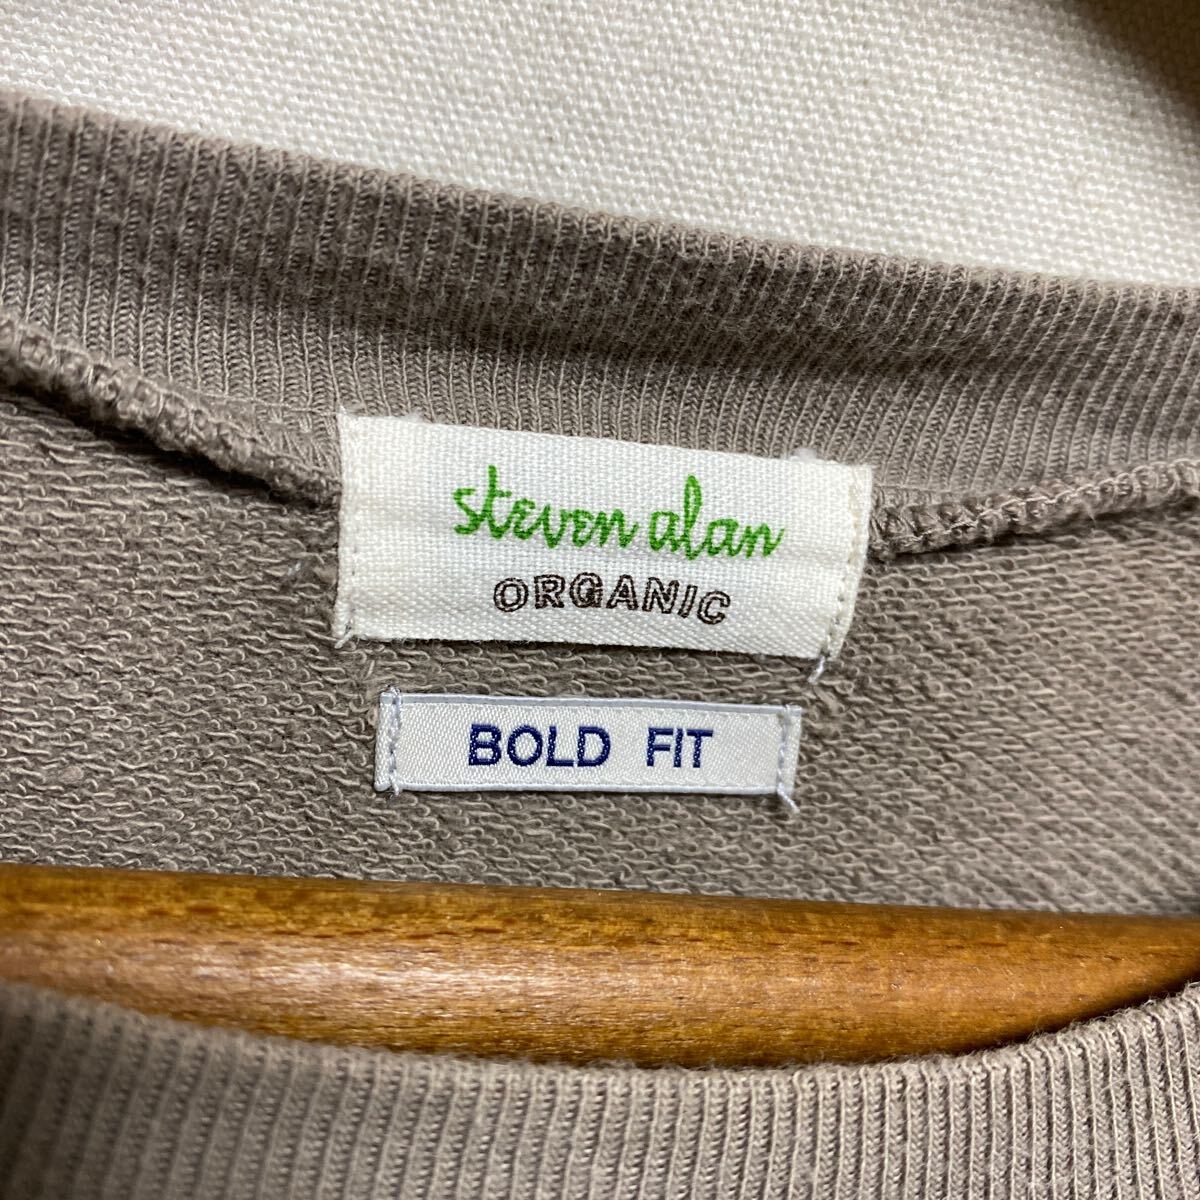 steven alan
ORGANIC
BOLD FIT